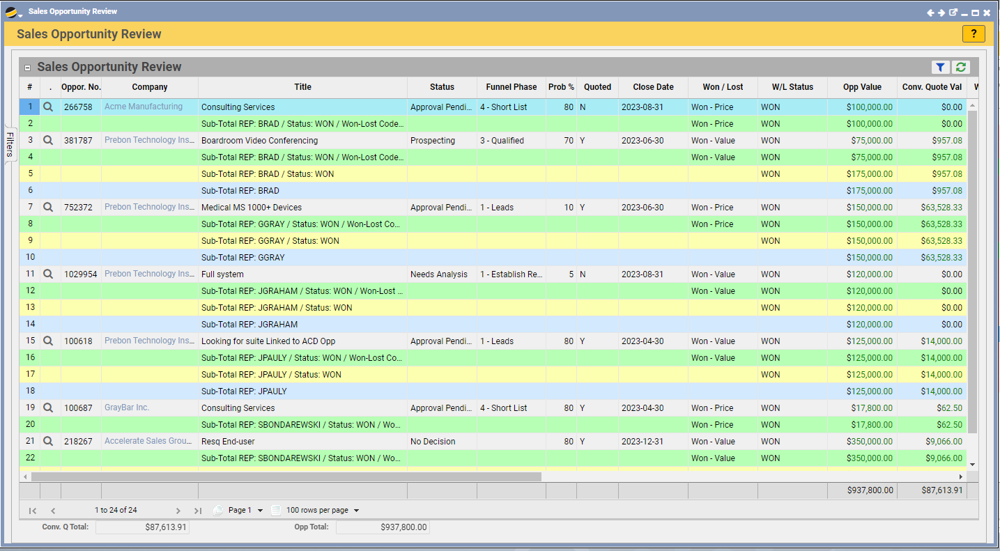 Sales Opportunity Review
Sales Opportunity Review
?
Sales Opportunity Review
# . Oppor. No. Company Title Status Funnel Phase Prob % Quoted Close Date Won / Lost W/L Status Opp Value Conv. Quote Val W
1 266758 Acme Manufacturing Consulting Services Approval Pendi... 4 - Short List 80 N 2023-08-31 Won - Price WON $100,000.00 $0.00
2 Sub-Total REP: BRAD / Status: WON / Won-Lost Code... Won - Price WON $100,000.00 $0.00
3 381787 Prebon Technology Ins... Boardroom Video Conferencing Prospecting 3 - Qualified 70 Y 2023-06-30 Won - Value WON $75,000.00 $957.08
Filters
4 Sub-Total REP: BRAD / Status: WON / Won-Lost Code... Won - Value WON $75,000.00 $957.08
5 Sub-Total REP: BRAD / Status: WON WON $175,000.00 $957.08
6 Sub-Total REP: BRAD $175,000.00 $957.08
7 752372 Prebon Technology Ins... Medical MS 1000+ Devices Approval Pendi... 1 - Leads 10 Y 2023-06-30 Won - Price WON $150,000.00 $63,528.33
8 Sub-Total REP: GGRAY / Status: WON / Won-Lost Co... Won - Price WON $150,000.00 $63,528.33
9 Sub-Total REP: GGRAY / Status: WON WON $150,000.00 $63,528.33
10 Sub-Total REP: GGRAY $150,000.00 $63,528.33
11 1029954 Prebon Technology Ins... Full system Needs Analysis 1 - Establish Re... 5 N 2023-08-31 Won - Value WON $120,000.00 $0.00
12 Sub-Total REP: JGRAHAM / Status: WON / Won-Lost ... Won - Value WON $120,000.00 $0.00
13 Sub-Total REP: JGRAHAM / Status: WON WON $120,000.00 $0.00
14 Sub-Total REP: JGRAHAM $120,000.00 $0.00
15 100618 Prebon Technology Ins... Looking for suite Linked to ACD Opp Approval Pendi... 1 - Leads 80 Y 2023-04-30 Won - Value WON $125,000.00 $14,000.00
16 Sub-Total REP: JPAULY / Status: WON / Won-Lost Co... Won - Value WON $125,000.00 $14,000.00
17 Sub-Total REP: JPAULY / Status: WON WON $125,000.00 $14,000.00
18 Sub-Total REP: JPAULY $125,000.00 $14,000.00
19 100687 GrayBar Inc. Consulting Services Approval Pendi... 4 - Short List 80 Y 2023-04-30 Won - Price WON $17,800.00 $62.50
20 Sub-Total REP: SBONDAREWSKI / Status: WON / Wo... Won - Price WON $17,800.00 $62.50
21 218267 Accelerate Sales Grou... Resq End-user No Decision 80 Y 2023-12-31 Won - Value WON $350,000.00 $9,066.00
22 Sub-Total REP: SBONDAREWSKI / Status: WON / Wo... Won - Value WON $350,000.00 $9,066.00
$937,800.00 $87,613.91
1 to 24 of 24 Page 1 100 rows per page
Conv. Q Total: $87,613.91 Opp Total: $937,800.00